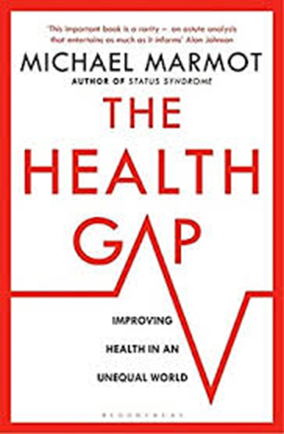 'This important book is a rarity – an astute analysis
that entertains as much as it informs' Alan Johnson
MICHAEL MARMOT
AUTHOR OF STATUS SYNDROME
THE
HEALTH
GAP
IMPROVING
HEALTH IN AN
UNEQUAL WORLD
BLOOMSBURY